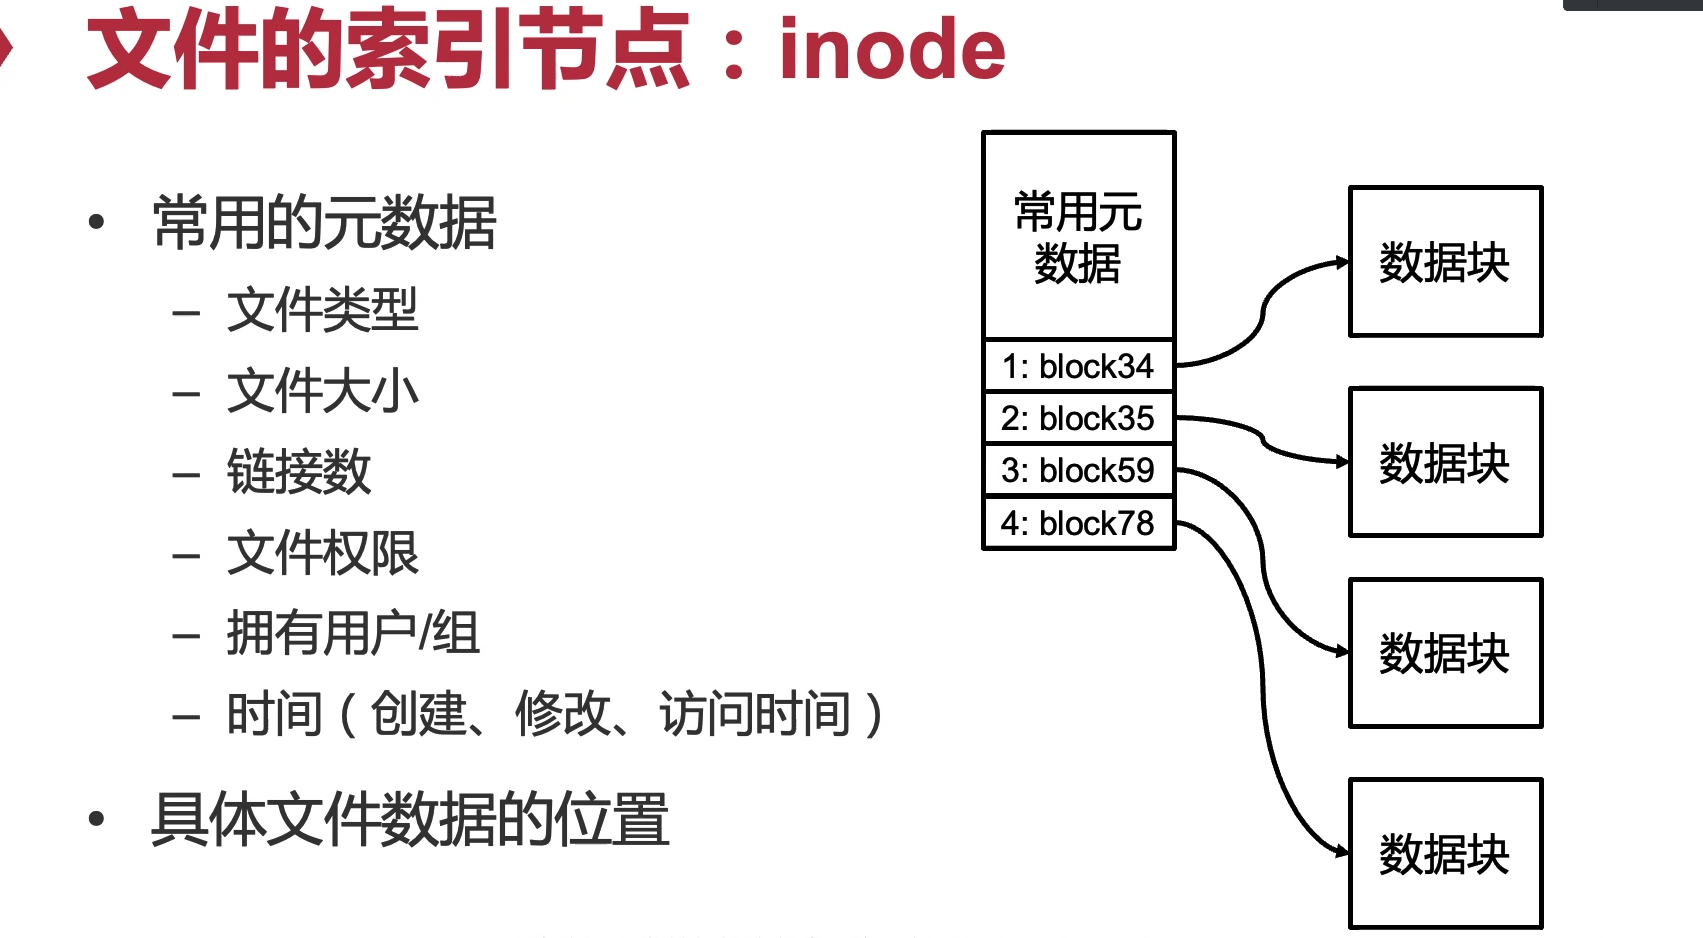 文件的索引节点：inode
• 常用的元数据
– 文件类型
– 文件大小
– 链接数
– 文件权限
– 拥有用户/组
– 时间（创建、修改、访问时间）
• 具体文件数据的位置
常用元
数据
1: block34
2: block35
3: block59
4: block78
数据块
数据块
数据块
数据块